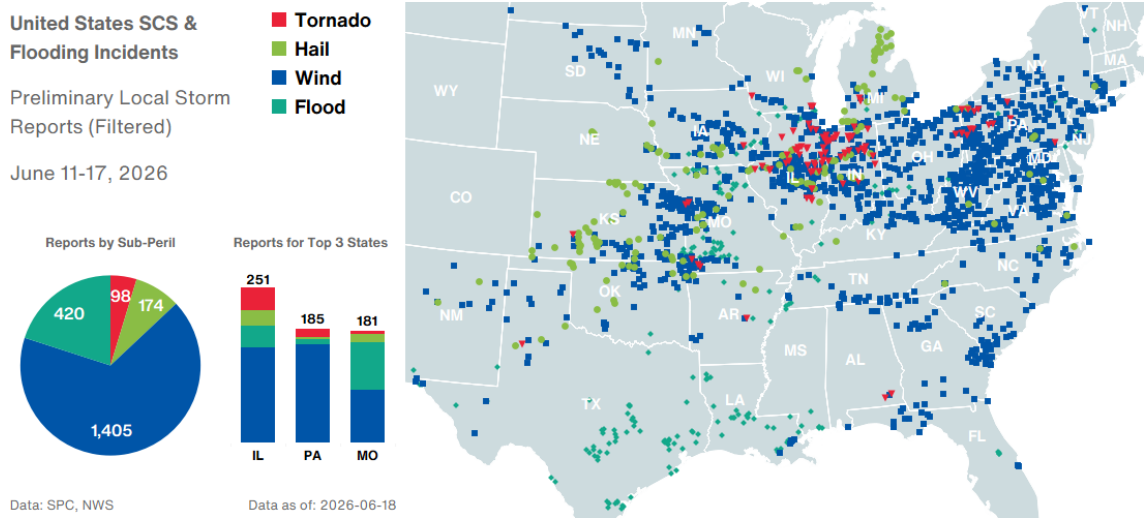 United States SCS &
Flooding Incidents
Preliminary Local Storm
Reports (Filtered)
June 11-17, 2026
Tornado
Hail
Wind
Flood
Reports by Sub-Peril
98
174
420
1,405
Reports for Top 3 States
251
185
181
IL
PA
MO
Data: SPC, NWS
Data as of: 2026-06-18
MN
VT
NH
WI
SD
NY
MA
WY
MI
IA
PA
NE
OH
NJ
MD
IL
IN
CO
WV
KS
MO
VA
KY
NC
TN
OK
NM
AR
SC
MS
AL
GA
TX
LA
FL